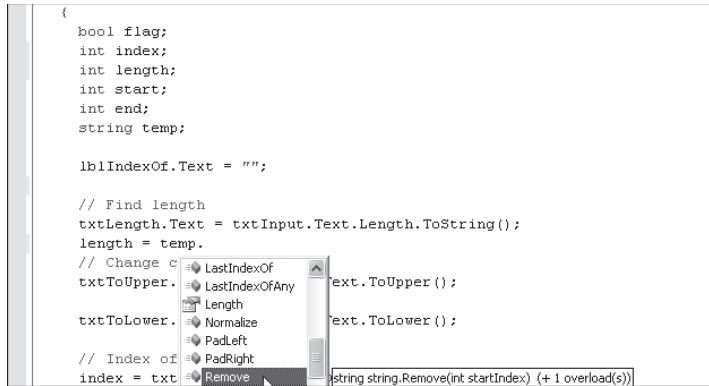 {
bool flag;
int index;
int length;
int start;
int end;
string temp;
lblIndexOf.Text = "";
// Find length
txtLength.Text = txtInput.Text.Length.ToString();
length = temp.
// Change c
LastIndexOf
txtToUpper. LastIndexOfAny Text.ToUpper();
Length
txtToLower. Normalize Text.ToLower();
PadLeft
// Index of PadRight
index = txt Remove string string.Remove(int startIndex) (+ 1 overload(s))